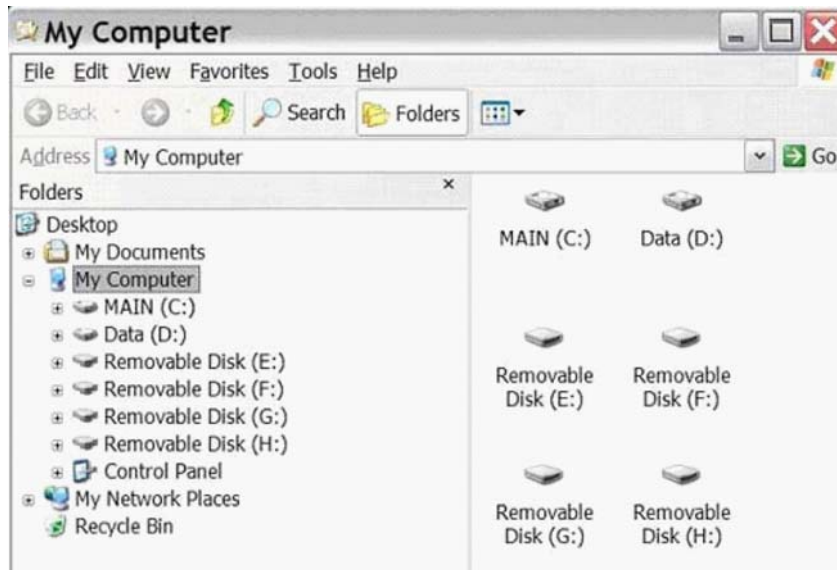 My Computer
File Edit View Favorites Tools Help
Back Search Folders
Address My Computer Go
Folders
Desktop
My Documents
My Computer
MAIN (C:)
Data (D:)
Removable Disk (E:)
Removable Disk (F:)
Removable Disk (G:)
Removable Disk (H:)
Control Panel
My Network Places
Recycle Bin
MAIN (C:) Data (D:)
Removable Disk (E:)
Removable Disk (F:)
Removable Disk (G:)
Removable Disk (H:)